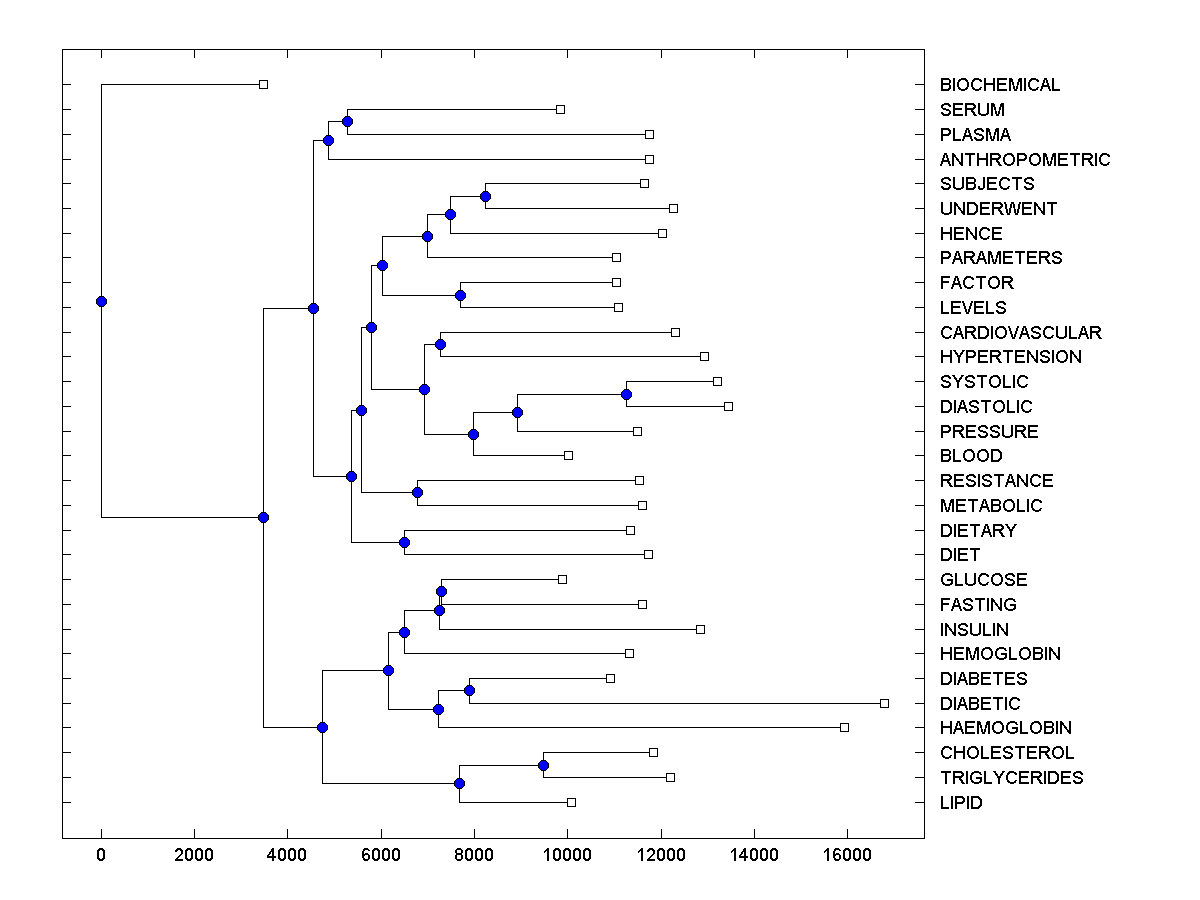 BIOCHEMICAL
SERUM
PLASMA
ANTHROPOMETRIC
SUBJECTS
UNDERWENT
HENCE
PARAMETERS
FACTOR
LEVELS
CARDIOVASCULAR
HYPERTENSION
SYSTOLIC
DIASTOLIC
PRESSURE
BLOOD
RESISTANCE
METABOLIC
DIETARY
DIET
GLUCOSE
FASTING
INSULIN
HEMOGLOBIN
DIABETES
DIABETIC
HAEMOGLOBIN
CHOLESTEROL
TRIGLYCERIDES
LIPID
0 2000 4000 6000 8000 10000 12000 14000 16000